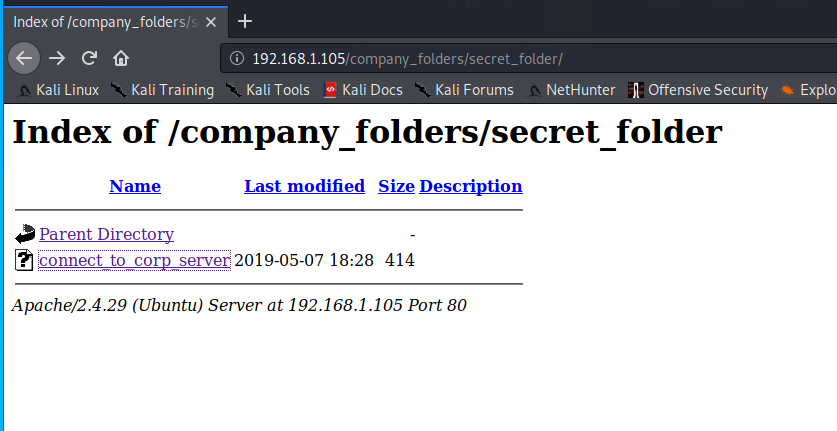 Index of /company_folders/s
192.168.1.105/company_folders/secret_folder/
Kali Linux Kali Training Kali Tools Kali Docs Kali Forums NetHunter Offensive Security Explo
Index of /company_folders/secret_folder
Name Last modified Size Description
Parent Directory -
connect_to_corp_server 2019-05-07 18:28 414
Apache/2.4.29 (Ubuntu) Server at 192.168.1.105 Port 80